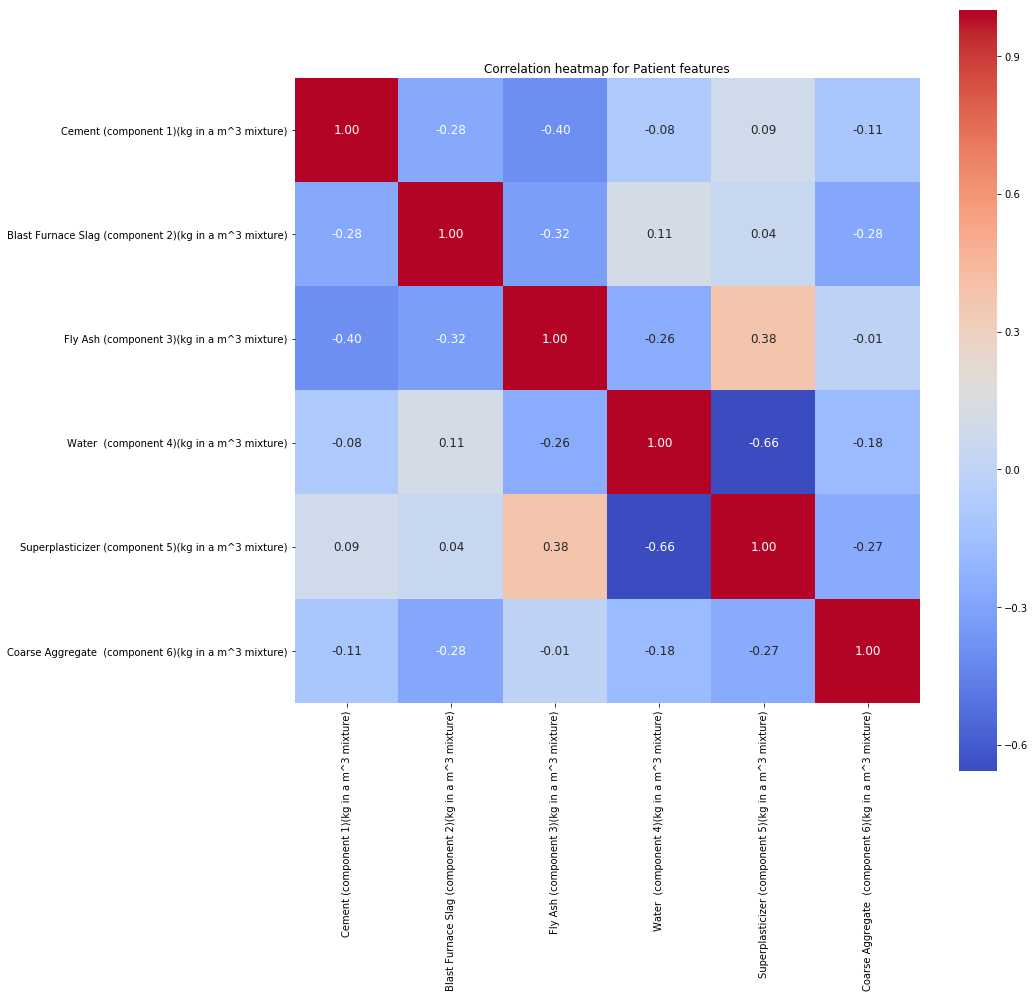 Correlation heatmap for Patient features
Cement (component 1)(kg in a m^3 mixture)
1.00 -0.28 -0.40 -0.08 0.09 -0.11
Blast Furnace Slag (component 2)(kg in a m^3 mixture)
-0.28 1.00 -0.32 0.11 0.04 -0.28
Fly Ash (component 3)(kg in a m^3 mixture)
-0.40 -0.32 1.00 -0.26 0.38 -0.01
Water  (component 4)(kg in a m^3 mixture)
-0.08 0.11 -0.26 1.00 -0.66 -0.18
Superplasticizer (component 5)(kg in a m^3 mixture)
0.09 0.04 0.38 -0.66 1.00 -0.27
Coarse Aggregate  (component 6)(kg in a m^3 mixture)
-0.11 -0.28 -0.01 -0.18 -0.27 1.00
Cement (component 1)(kg in a m^3 mixture)
Blast Furnace Slag (component 2)(kg in a m^3 mixture)
Fly Ash (component 3)(kg in a m^3 mixture)
Water  (component 4)(kg in a m^3 mixture)
Superplasticizer (component 5)(kg in a m^3 mixture)
Coarse Aggregate  (component 6)(kg in a m^3 mixture)
0.9
0.6
0.3
0.0
−0.3
−0.6